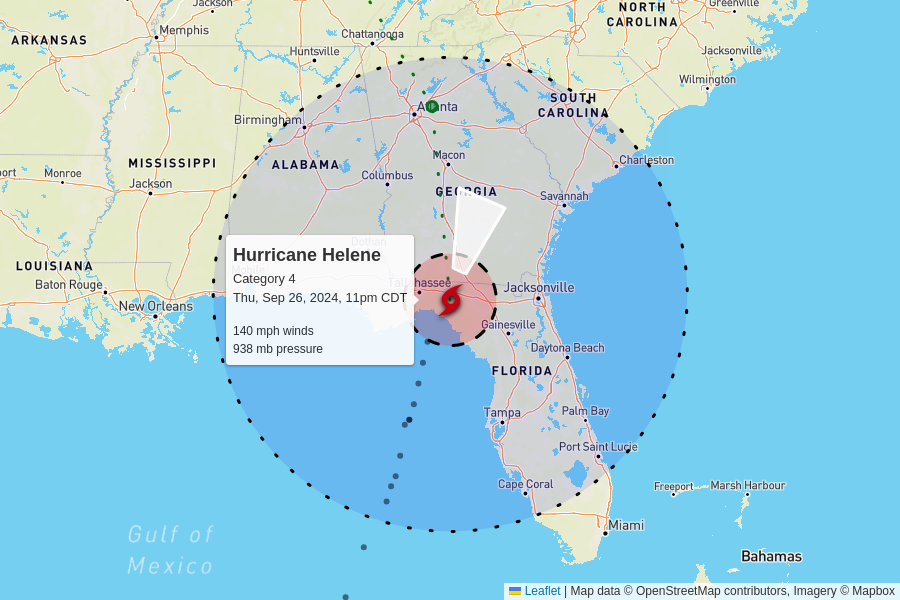 Jackson
Greenville
NORTH
CAROLINA
ARKANSAS
Memphis
Chattanooga
Huntsville
Jacksonville
Wilmington
SOUTH
CAROLINA
Atlanta
Birmingham
Macon
Charleston
MISSISSIPPI
ALABAMA
Monroe
Jackson
Columbus
GEORGIA
Savannah
Dothan
LOUISIANA
Mobile
Baton Rouge
New Orleans
Hurricane Helene
Category 4
Thu, Sep 26, 2024, 11pm CDT
140 mph winds
938 mb pressure
Tallahassee
Jacksonville
Gainesville
Daytona Beach
FLORIDA
Tampa
Palm Bay
Port Saint Lucie
Cape Coral
Freeport
Marsh Harbour
Miami
Gulf of
Mexico
Bahamas
Leaflet | Map data © OpenStreetMap contributors, Imagery © Mapbox